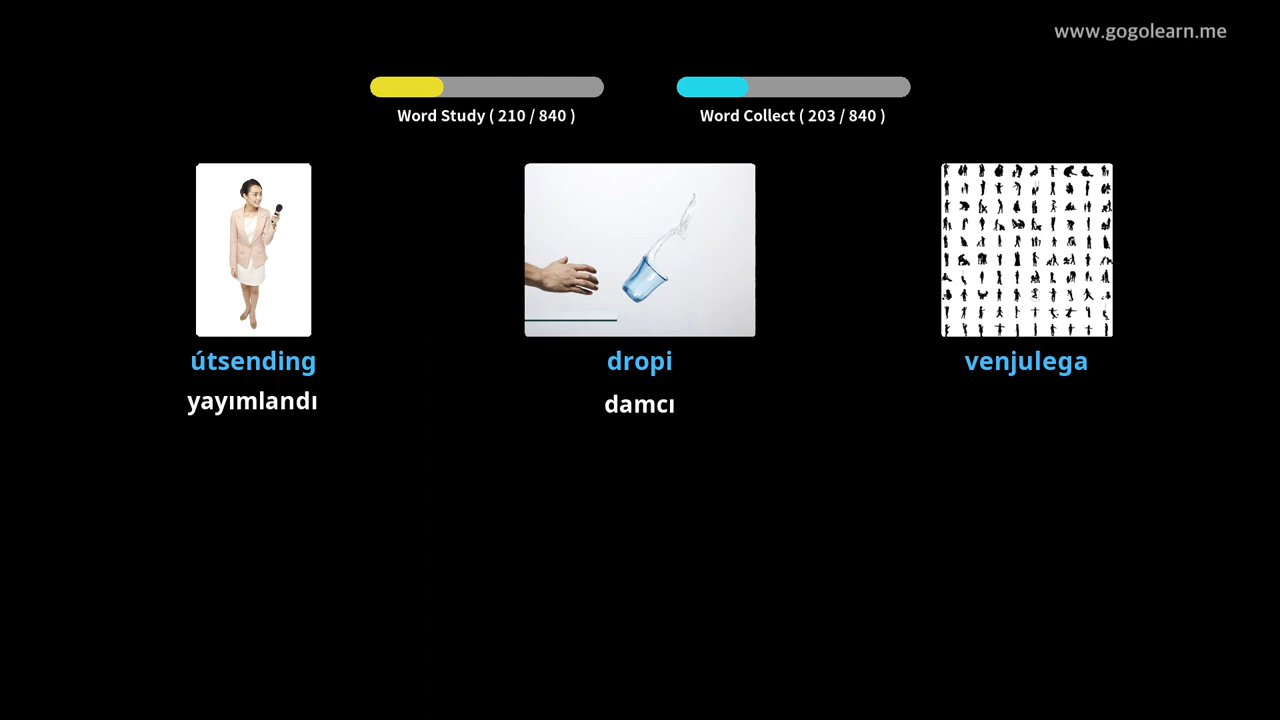 www.gogolearn.me
Word Study ( 210 / 840 )
Word Collect ( 203 / 840 )
útsending
dropi
venjulega
yayımlandı
damcı